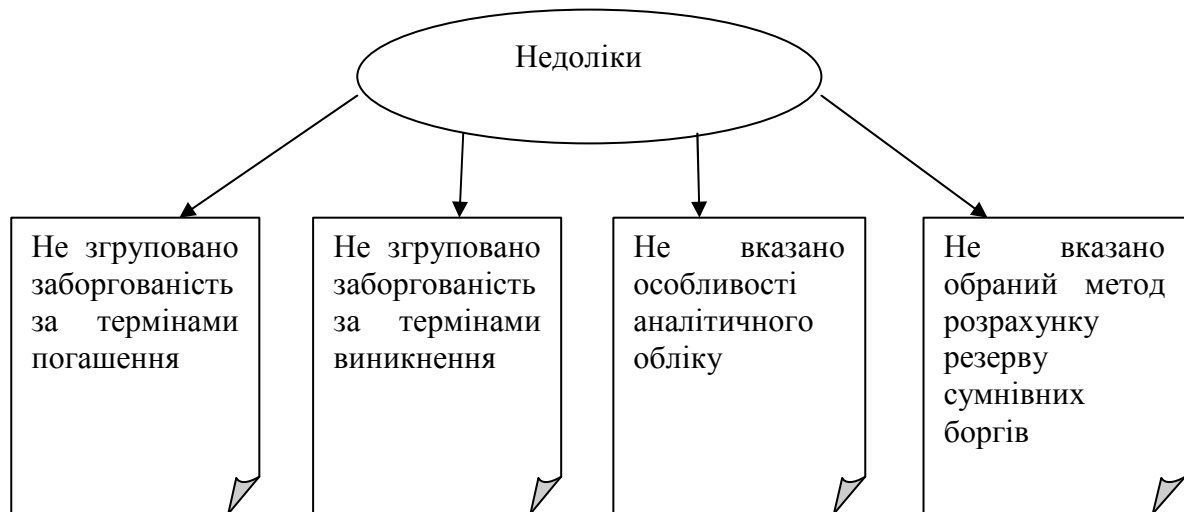 Недоліки
Не згруповано
заборгованість
за термінами
погашення
Не згруповано
заборгованість
за термінами
виникнення
Не вказано
особливості
аналітичного
обліку
Не вказано
обраний метод
розрахунку
резерву
сумнівних
боргів